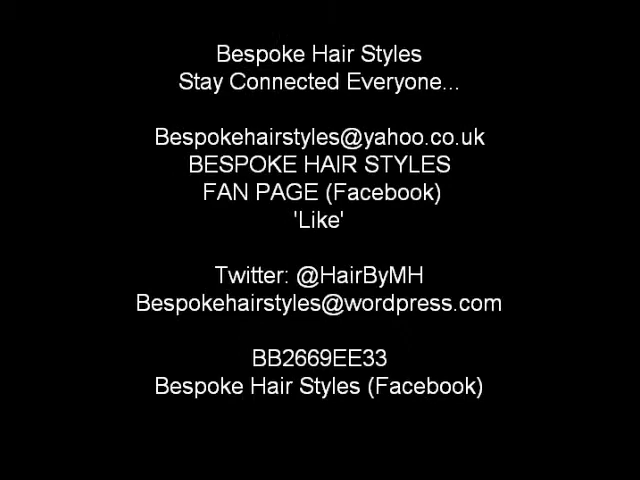 Bespoke Hair Styles
Stay Connected Everyone...
Bespokehairstyles@yahoo.co.uk
BESPOKE HAIR STYLES
FAN PAGE (Facebook)
'Like'
Twitter: @HairByMH
Bespokehairstyles@wordpress.com
BB2669EE33
Bespoke Hair Styles (Facebook)